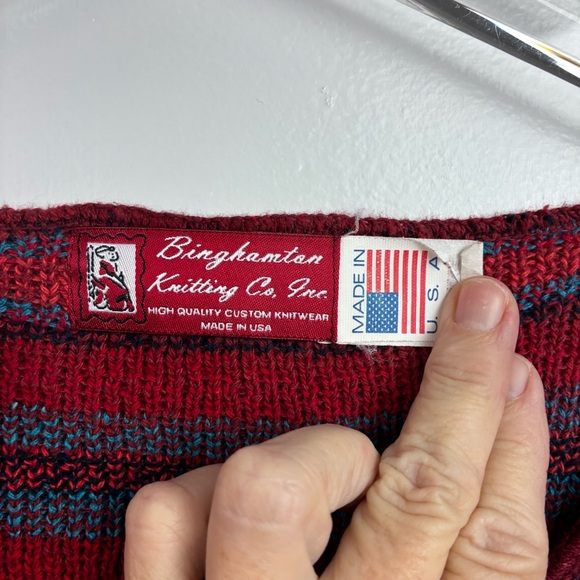 Binghamton
Knitting Co, Inc.
HIGH QUALITY CUSTOM KNITWEAR
MADE IN USA
MADE IN
U. S. A